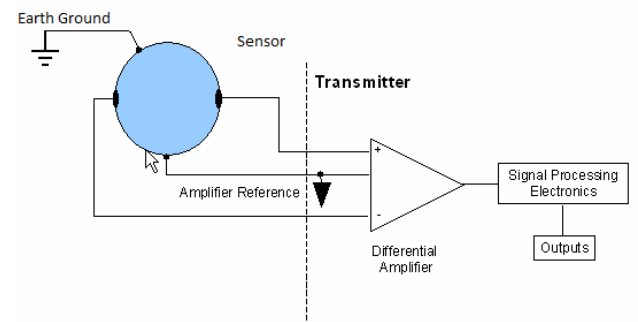 Earth Ground
Sensor
Transmitter
+
Amplifier Reference
-
Differential
Amplifier
Signal Processing
Electronics
Outputs